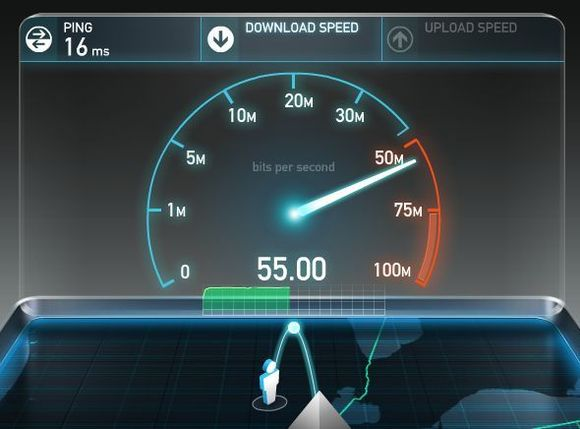 PING
16 ms
DOWNLOAD SPEED
UPLOAD SPEED
20M
10M
30M
5M
50M
bits per second
1M
75M
0
55.00
100M